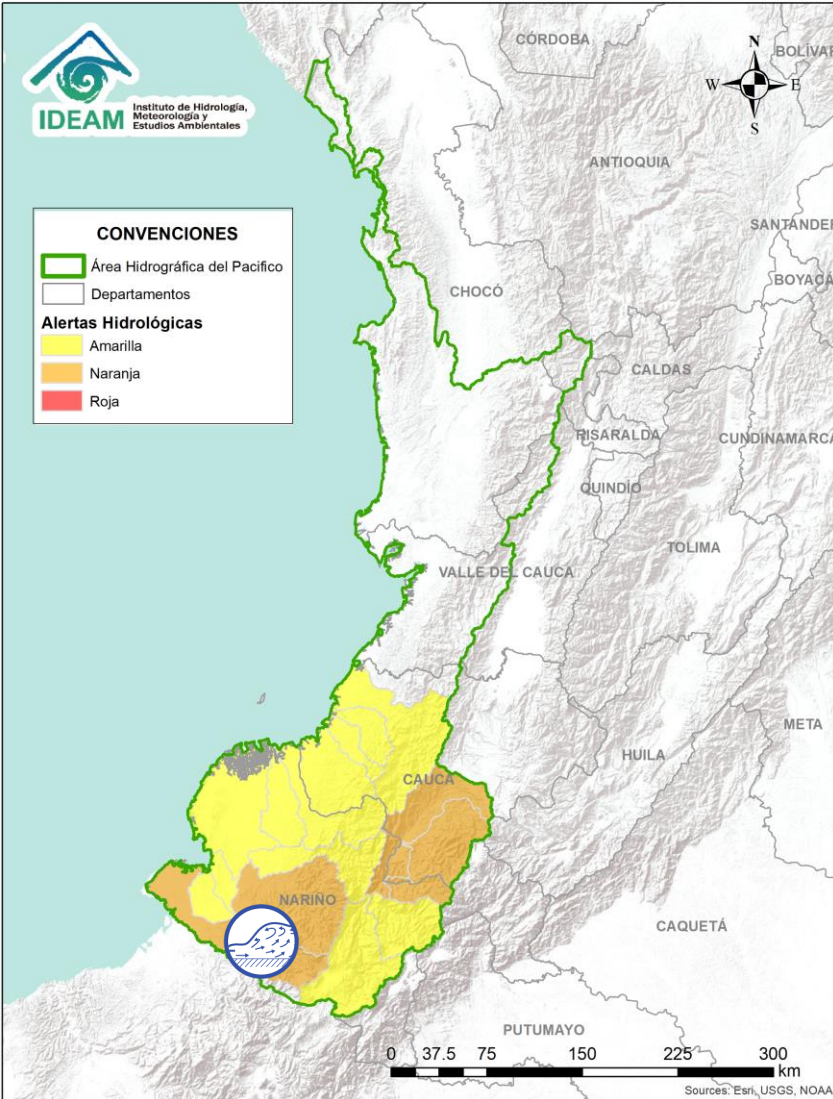 IDEAM
Instituto de Hidrología,
Meteorología y
Estudios Ambientales
N
W
E
S
CÓRDOBA
BOLÍVAR
ANTIOQUIA
SANTANDER
BOYACÁ
CONVENCIONES
Área Hidrográfica del Pacifico
Departamentos
Alertas Hidrológicas
Amarilla
Naranja
Roja
CHOCÓ
CALDAS
RISARALDA
CUNDINAMARCA
QUINDÍO
TOLIMA
VALLE DEL CAUCA
META
HUILA
CAUCA
NARIÑO
CAQUETÁ
PUTUMAYO
0 37.5 75 150 225 300
km
Sources: Esri, USGS, NOAA